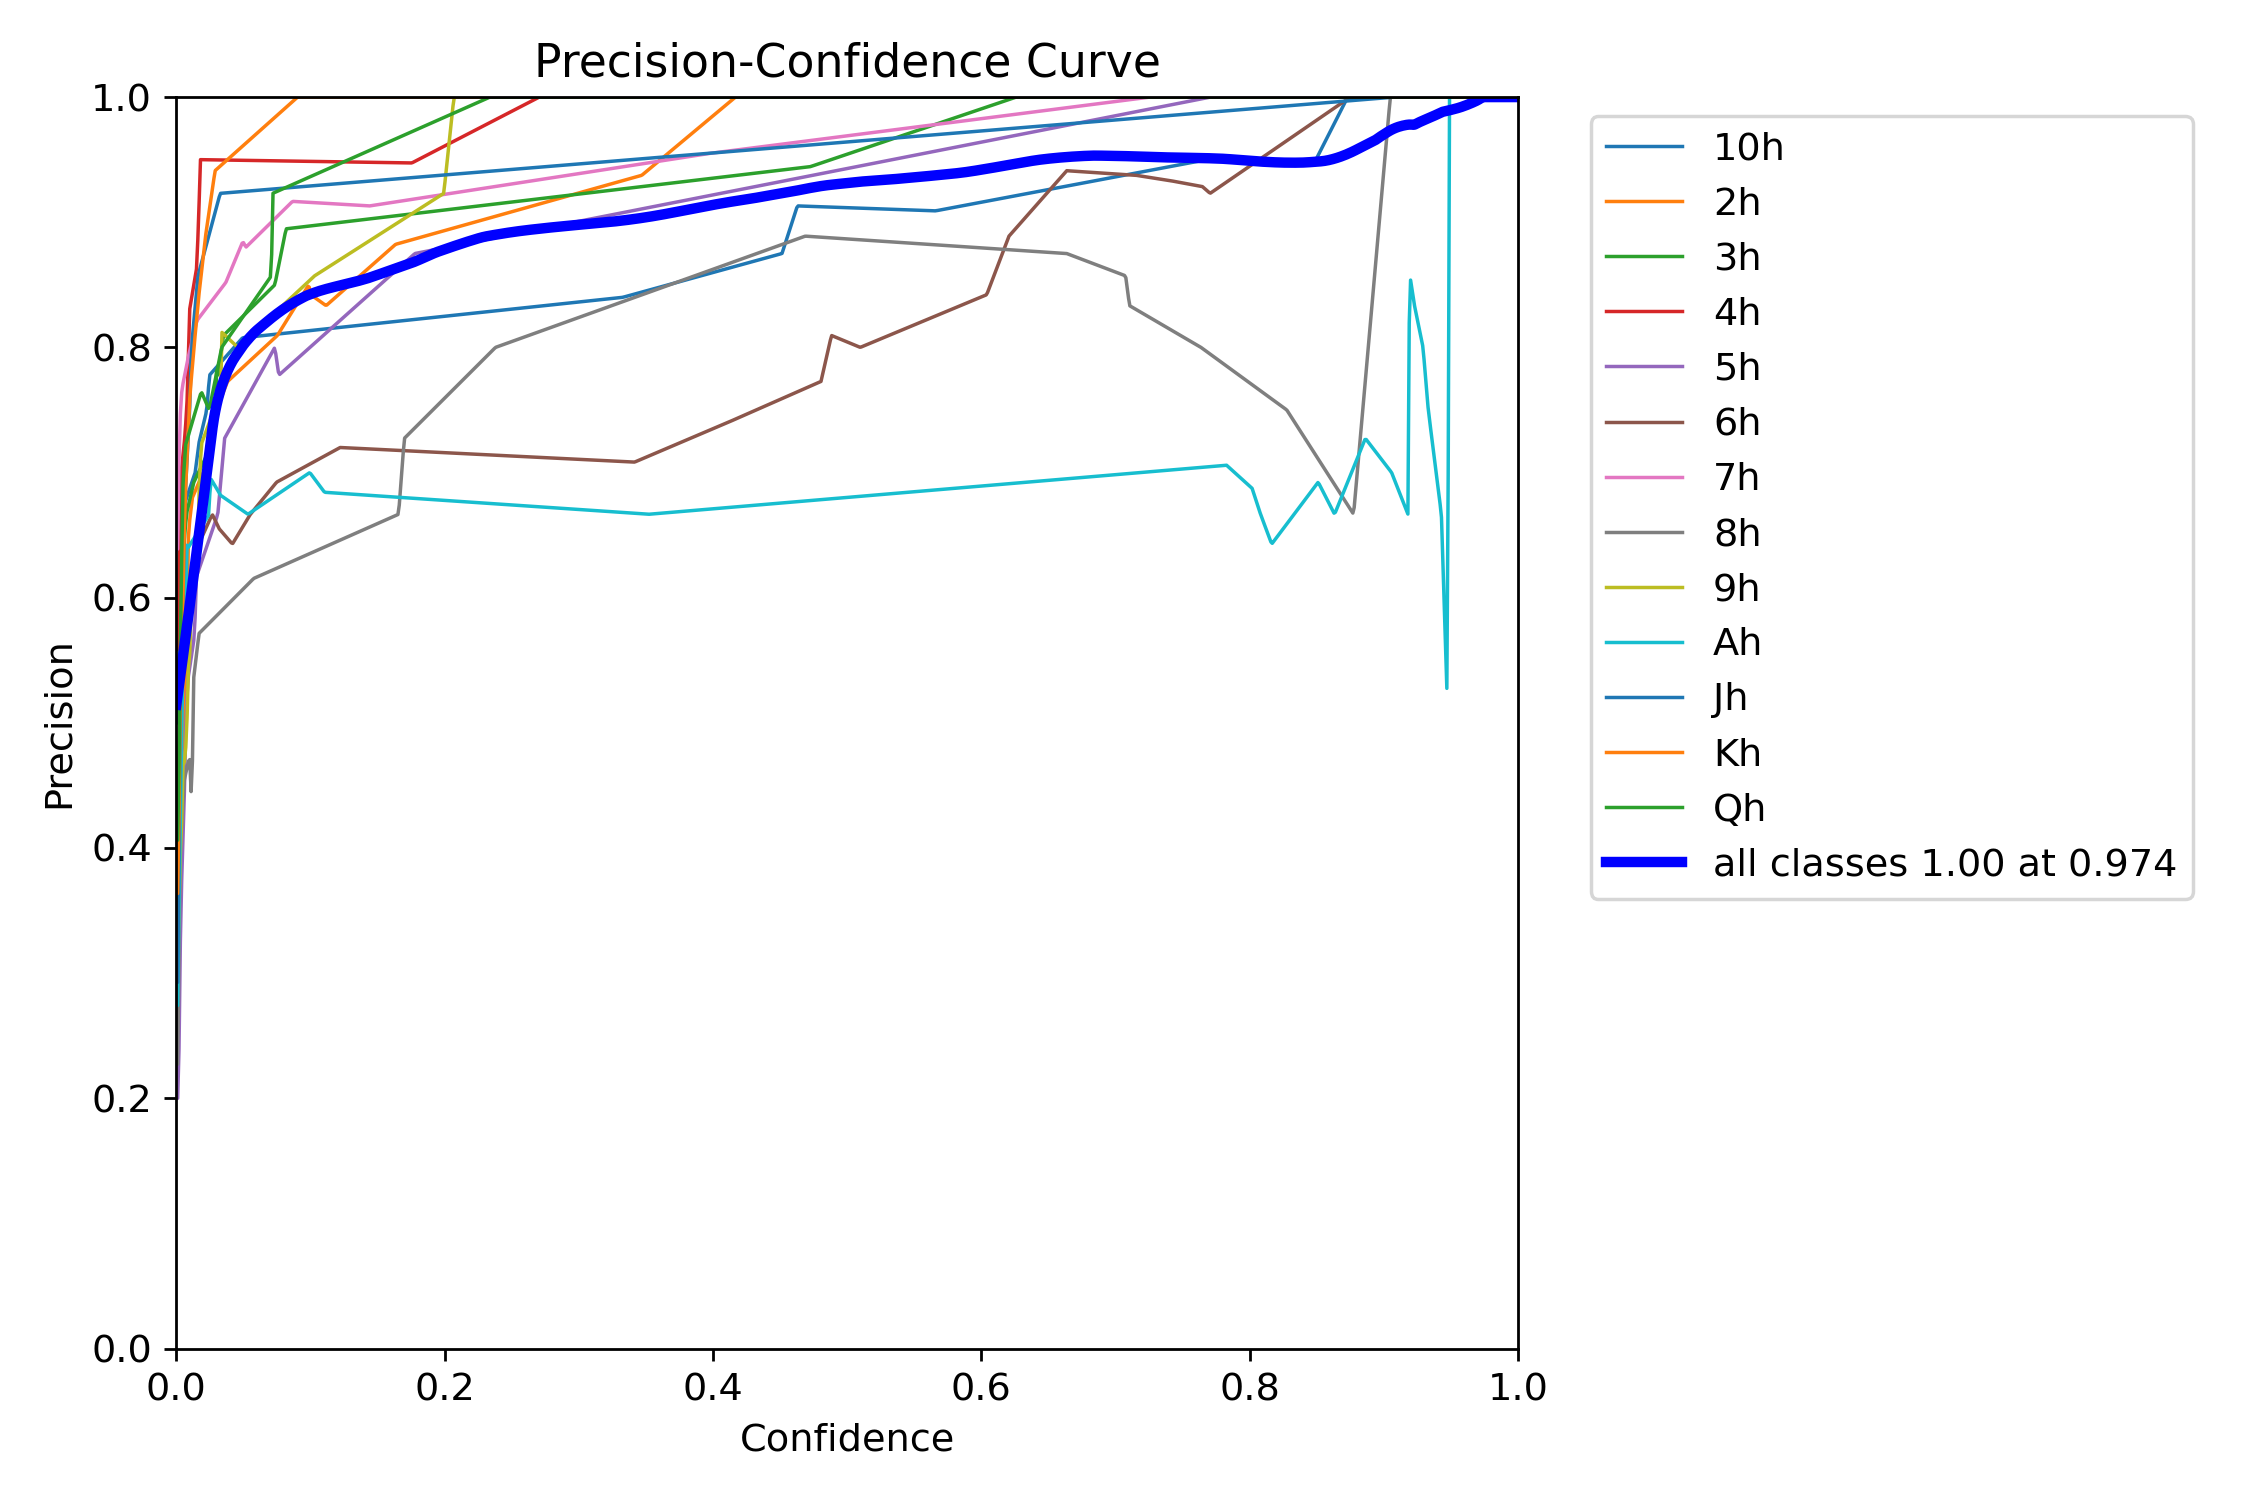 Precision-Confidence Curve
1.0
0.8
0.6
0.4
0.2
0.0
Precision
0.0 0.2 0.4 0.6 0.8 1.0
Confidence
10h
2h
3h
4h
5h
6h
7h
8h
9h
Ah
Jh
Kh
Qh
all classes 1.00 at 0.974